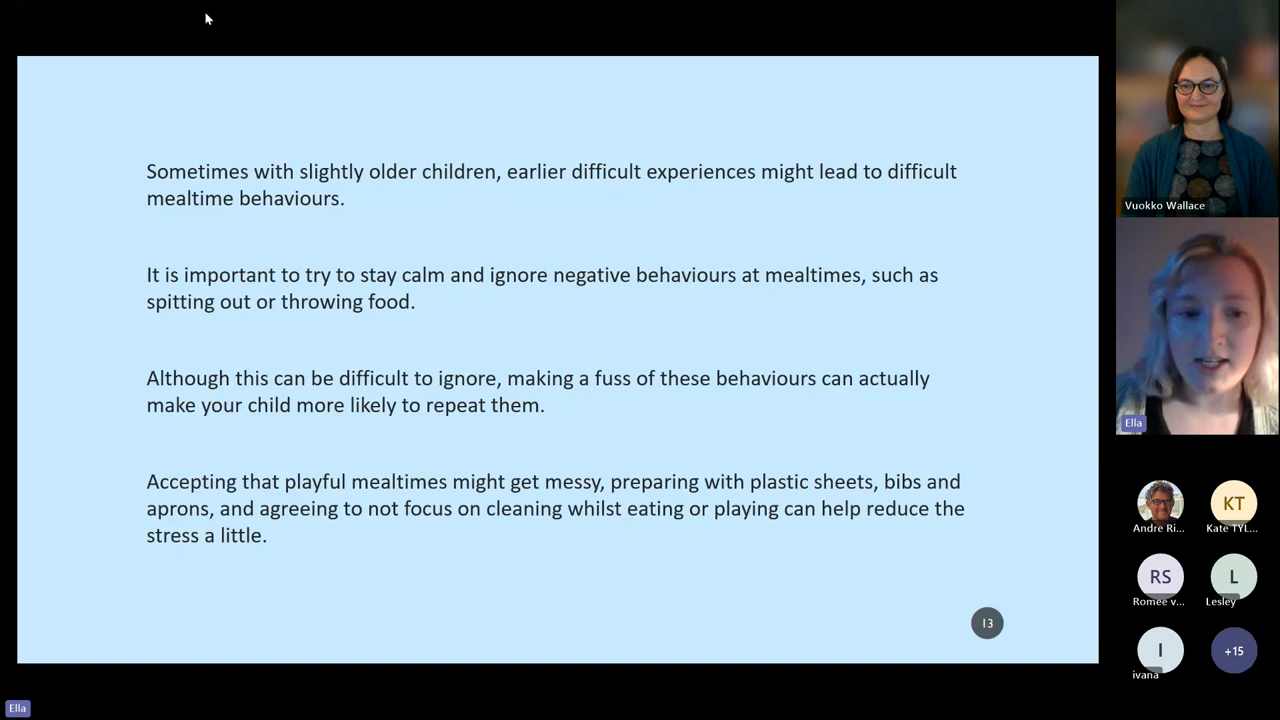 Sometimes with slightly older children, earlier difficult experiences might lead to difficult
mealtime behaviours.
It is important to try to stay calm and ignore negative behaviours at mealtimes, such as
spitting out or throwing food.
Although this can be difficult to ignore, making a fuss of these behaviours can actually
make your child more likely to repeat them.
Accepting that playful mealtimes might get messy, preparing with plastic sheets, bibs and
aprons, and agreeing to not focus on cleaning whilst eating or playing can help reduce the
stress a little.
13
Vuokko Wallace
Ella
Andre Ri...
KT
Kate TYL...
RS
Romee v...
L
Lesley
I
ivana
+15
Ella